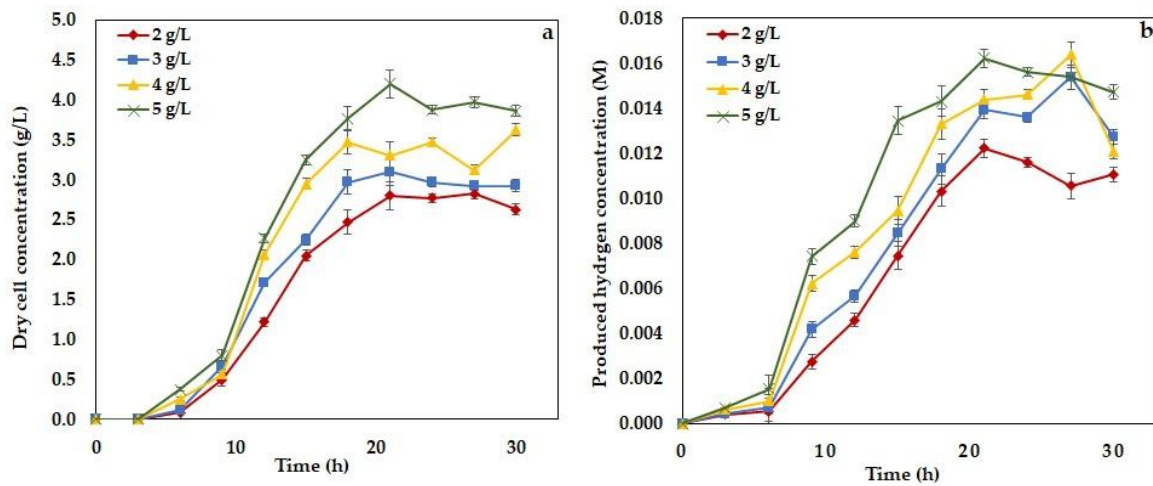 a
2 g/L
3 g/L
4 g/L
5 g/L
Dry cell concentration (g/L)
5.0
4.5
4.0
3.5
3.0
2.5
2.0
1.5
1.0
0.5
0.0
0 10 20 30
Time (h)
b
2 g/L
3 g/L
4 g/L
5 g/L
Produced hydrgen concentration (M)
0.018
0.016
0.014
0.012
0.010
0.008
0.006
0.004
0.002
0.000
0 10 20 30
Time (h)